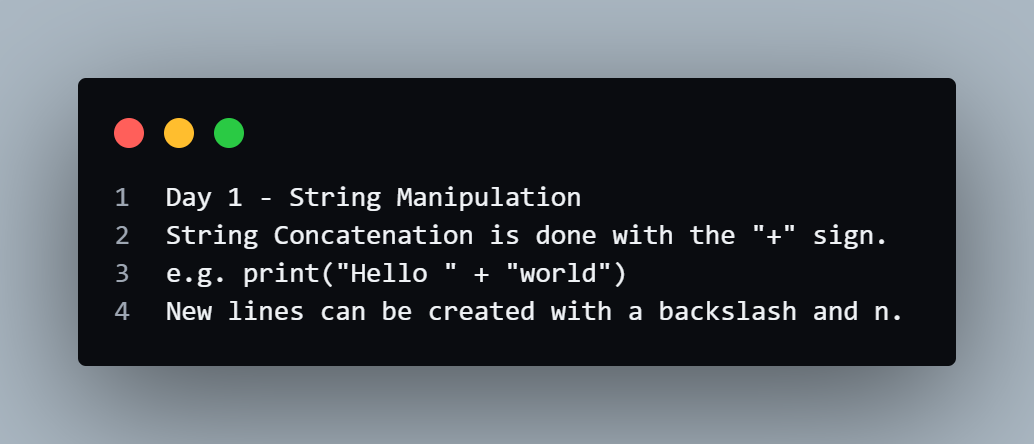 1 Day 1 - String Manipulation
2 String Concatenation is done with the "+" sign.
3 e.g. print("Hello " + "world")
4 New lines can be created with a backslash and n.